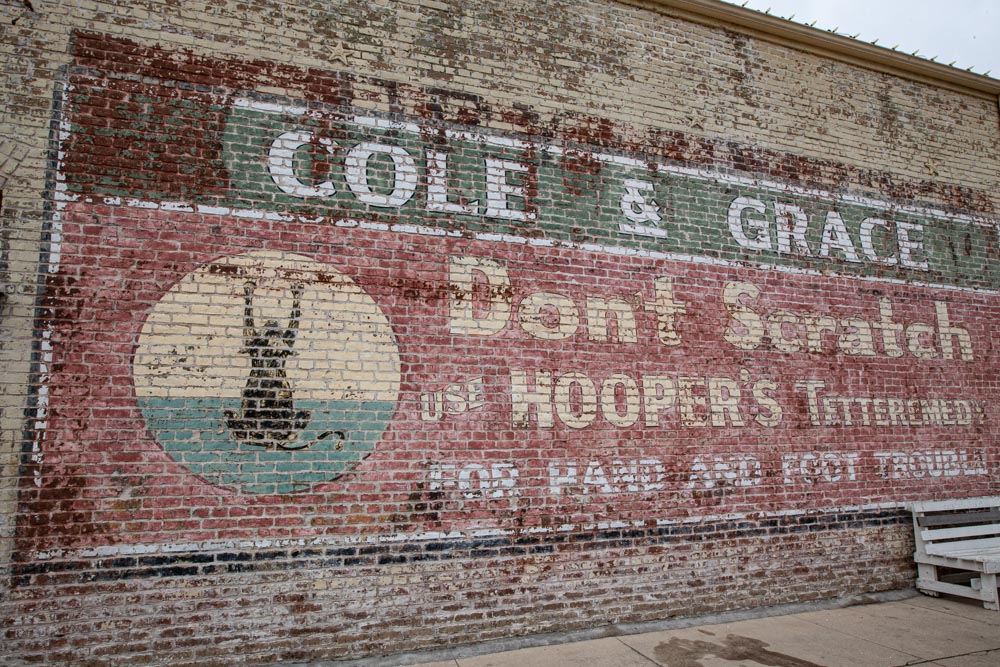 COLE & GRACE
Don't Scratch
USE HOOPER'S TETTEREMEDY
FOR HAND AND FOOT TROUBLE